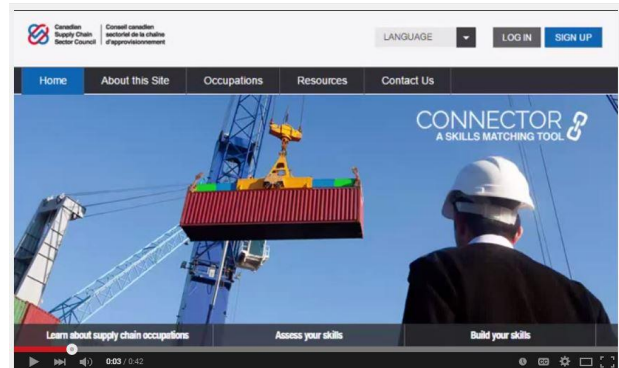 Canadian Supply Chain Sector Council
Conseil canadien sectoriel de la chaîne d'approvisionnement
LANGUAGE
LOG IN
SIGN UP
Home
About this Site
Occupations
Resources
Contact Us
CONNECTOR
A SKILLS MATCHING TOOL
Learn about supply chain occupations
Assess your skills
Build your skills
0:03 / 0:42